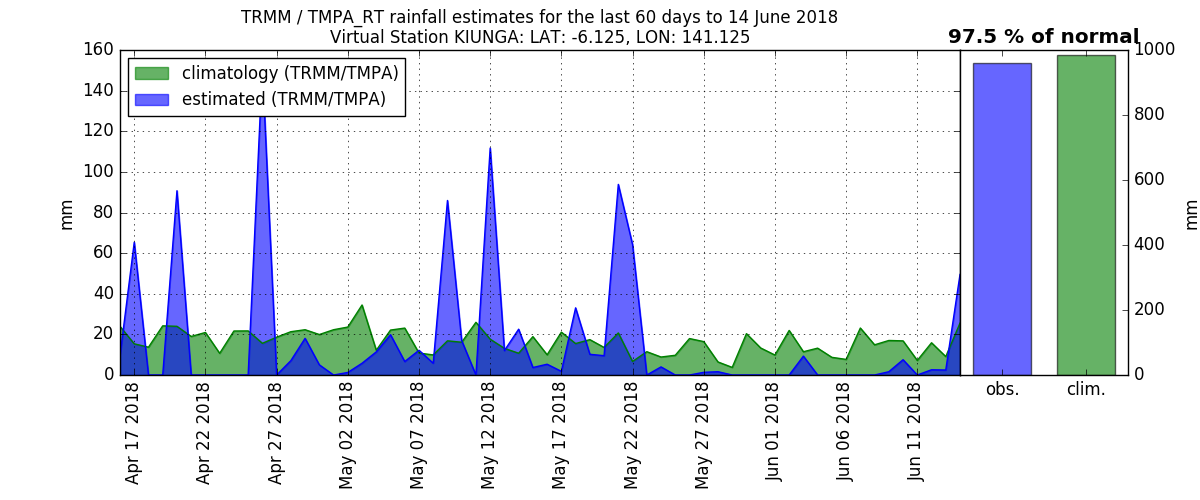 TRMM / TMPA_RT rainfall estimates for the last 60 days to 14 June 2018
Virtual Station KIUNGA: LAT: -6.125, LON: 141.125
97.5 % of normal
climatology (TRMM/TMPA)
estimated (TRMM/TMPA)
160
140
120
100
80
60
40
20
0
mm
1000
800
600
400
200
0
mm
Apr 17 2018
Apr 22 2018
Apr 27 2018
May 02 2018
May 07 2018
May 12 2018
May 17 2018
May 22 2018
May 27 2018
Jun 01 2018
Jun 06 2018
Jun 11 2018
obs.
clim.